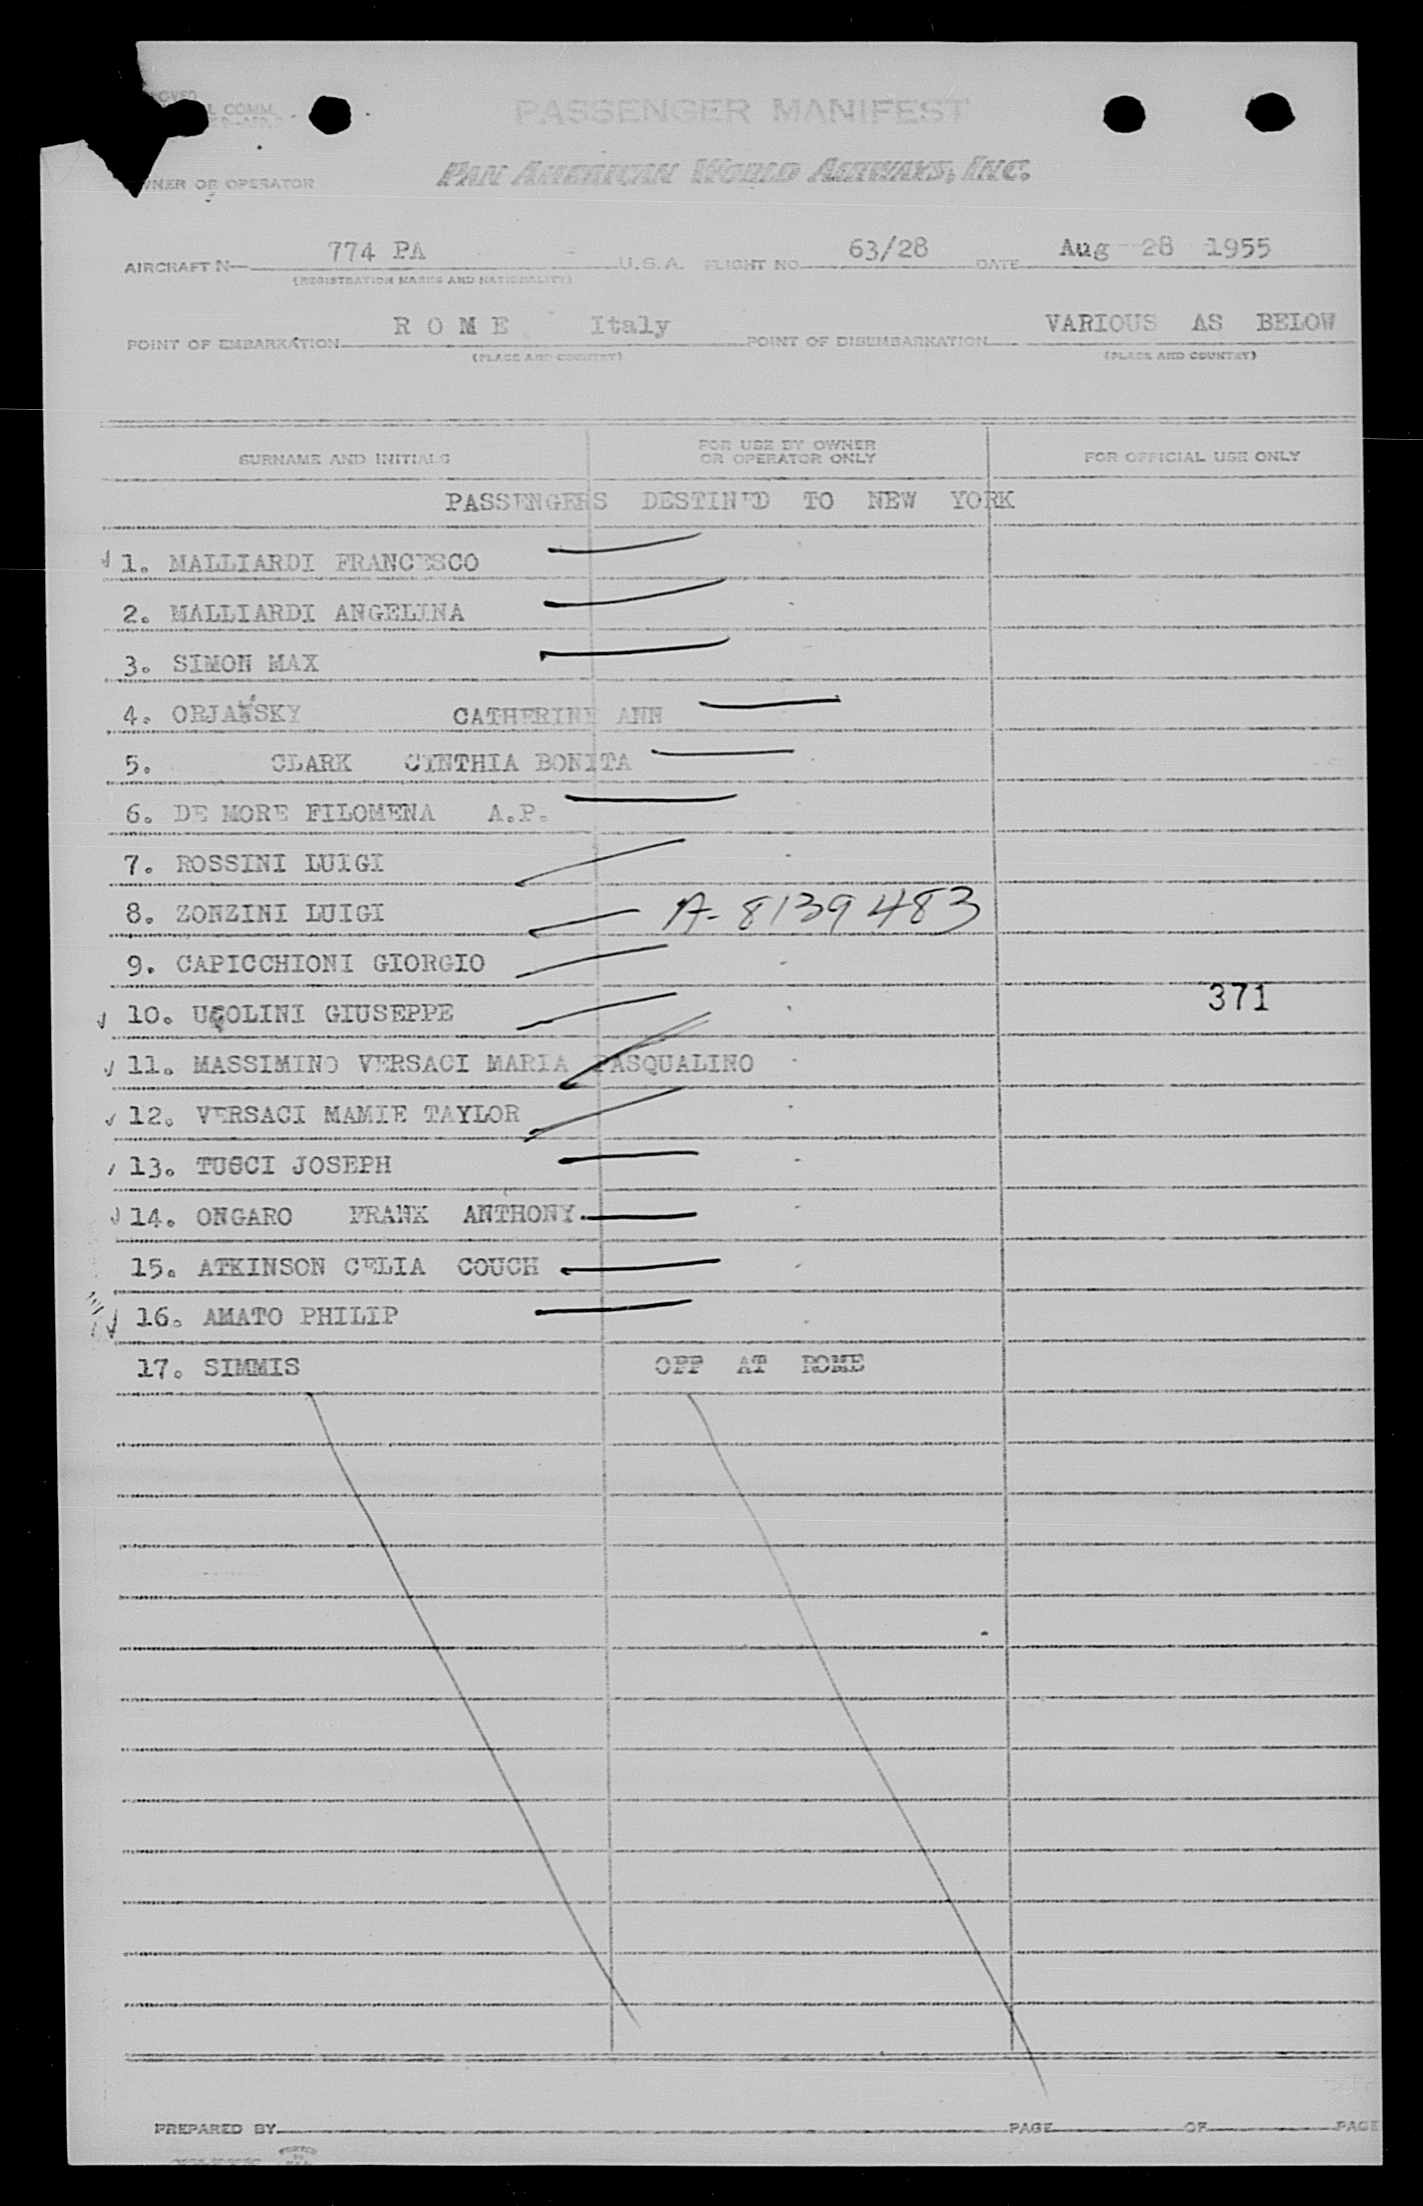 PASSENGER MANIFEST
PAN AMERICAN WORLD AIRWAYS, INC.
OWNER OR OPERATOR
AIRCRAFT N— 774 PA U.S.A. FLIGHT NO. 63/28 DATE Aug 28 1955
(REGISTRATION MARKS AND NATIONALITY)
POINT OF EMBARKATION R O M E Italy POINT OF DISEMBARKATION VARIOUS AS BELOW
(PLACE AND COUNTRY) (PLACE AND COUNTRY)
SURNAME AND INITIALS FOR USE BY OWNER OR OPERATOR ONLY FOR OFFICIAL USE ONLY
PASSENGERS DESTINED TO NEW YORK
1. MALLIARDI FRANCESCO
2. MALLIARDI ANGELINA
3. SIMON MAX
4. ORJANSKY CATHERINE ANN
5. CLARK CYNTHIA BONITA
6. DE MORE FILOMENA A.P.
7. ROSSINI LUIGI
8. ZONZINI LUIGI A-8139483
9. CAPICCHIONI GIORGIO
10. UGOLINI GIUSEPPE 371
11. MASSIMINO VERSACI MARIA PASQUALINO
12. VERSACI MAMIE TAYLOR
13. TUSCI JOSEPH
14. ONGARO FRANK ANTHONY
15. ATKINSON CELIA COUCH
16. AMATO PHILIP
17. SIMMIS OFF AT ROME
PREPARED BY PAGE OF PAGE